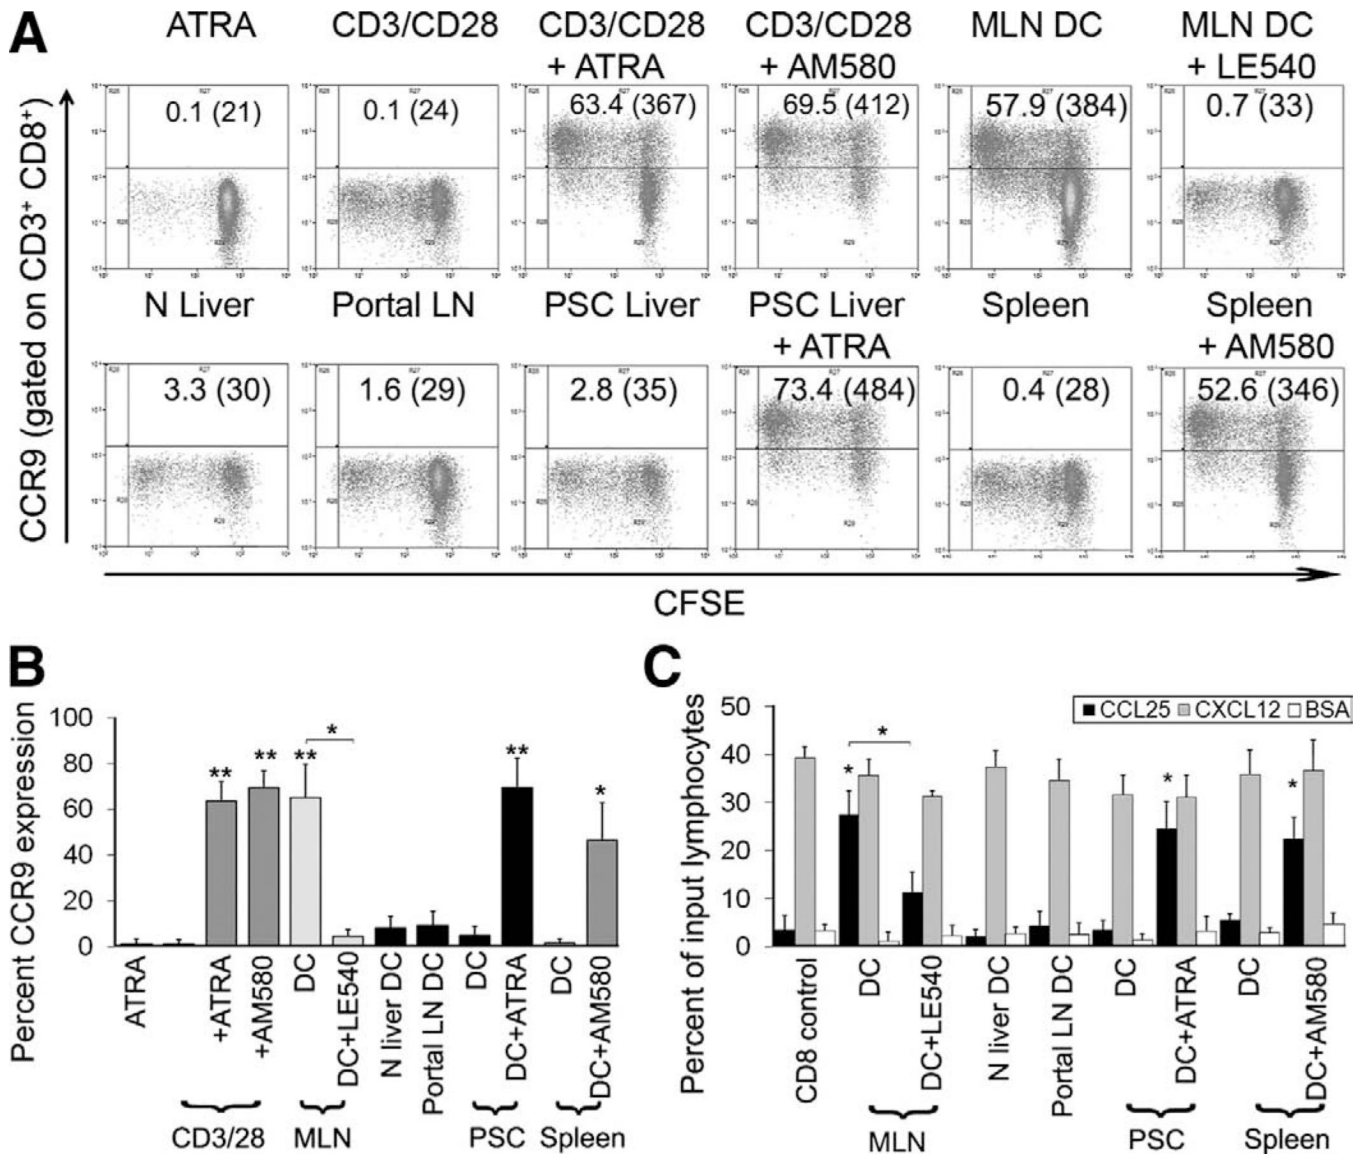 A
ATRA CD3/CD28 CD3/CD28 CD3/CD28 MLN DC MLN DC
+ ATRA + AM580 + LE540
0.1 (21) 0.1 (24) 63.4 (367) 69.5 (412) 57.9 (384) 0.7 (33)
N Liver Portal LN PSC Liver PSC Liver Spleen Spleen
+ ATRA + AM580
3.3 (30) 1.6 (29) 2.8 (35) 73.4 (484) 0.4 (28) 52.6 (346)
CCR9 (gated on CD3⁺ CD8⁺)
CFSE
B
Percent CCR9 expression
100
80
60
40
20
0
* ** ** ** ** *
ATRA +ATRA +AM580 DC DC+LE540 N liver DC Portal LN DC DC DC+ATRA DC DC+AM580
CD3/28 MLN PSC Spleen
C
CCL25 CXCL12 BSA
Percent of input lymphocytes
50
40
30
20
10
0
* * * *
CD8 control DC DC+LE540 N liver DC Portal LN DC DC DC+ATRA DC DC+AM580
MLN PSC Spleen